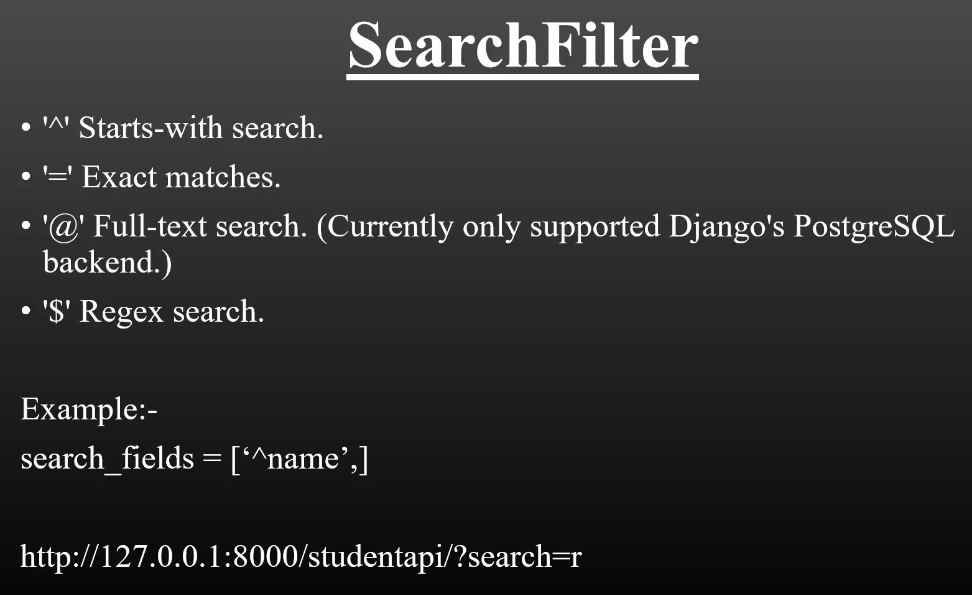 SearchFilter
• '^' Starts-with search.
• '=' Exact matches.
• '@' Full-text search. (Currently only supported Django's PostgreSQL
backend.)
• '$' Regex search.
Example:-
search_fields = [‘^name’,]
http://127.0.0.1:8000/studentapi/?search=r